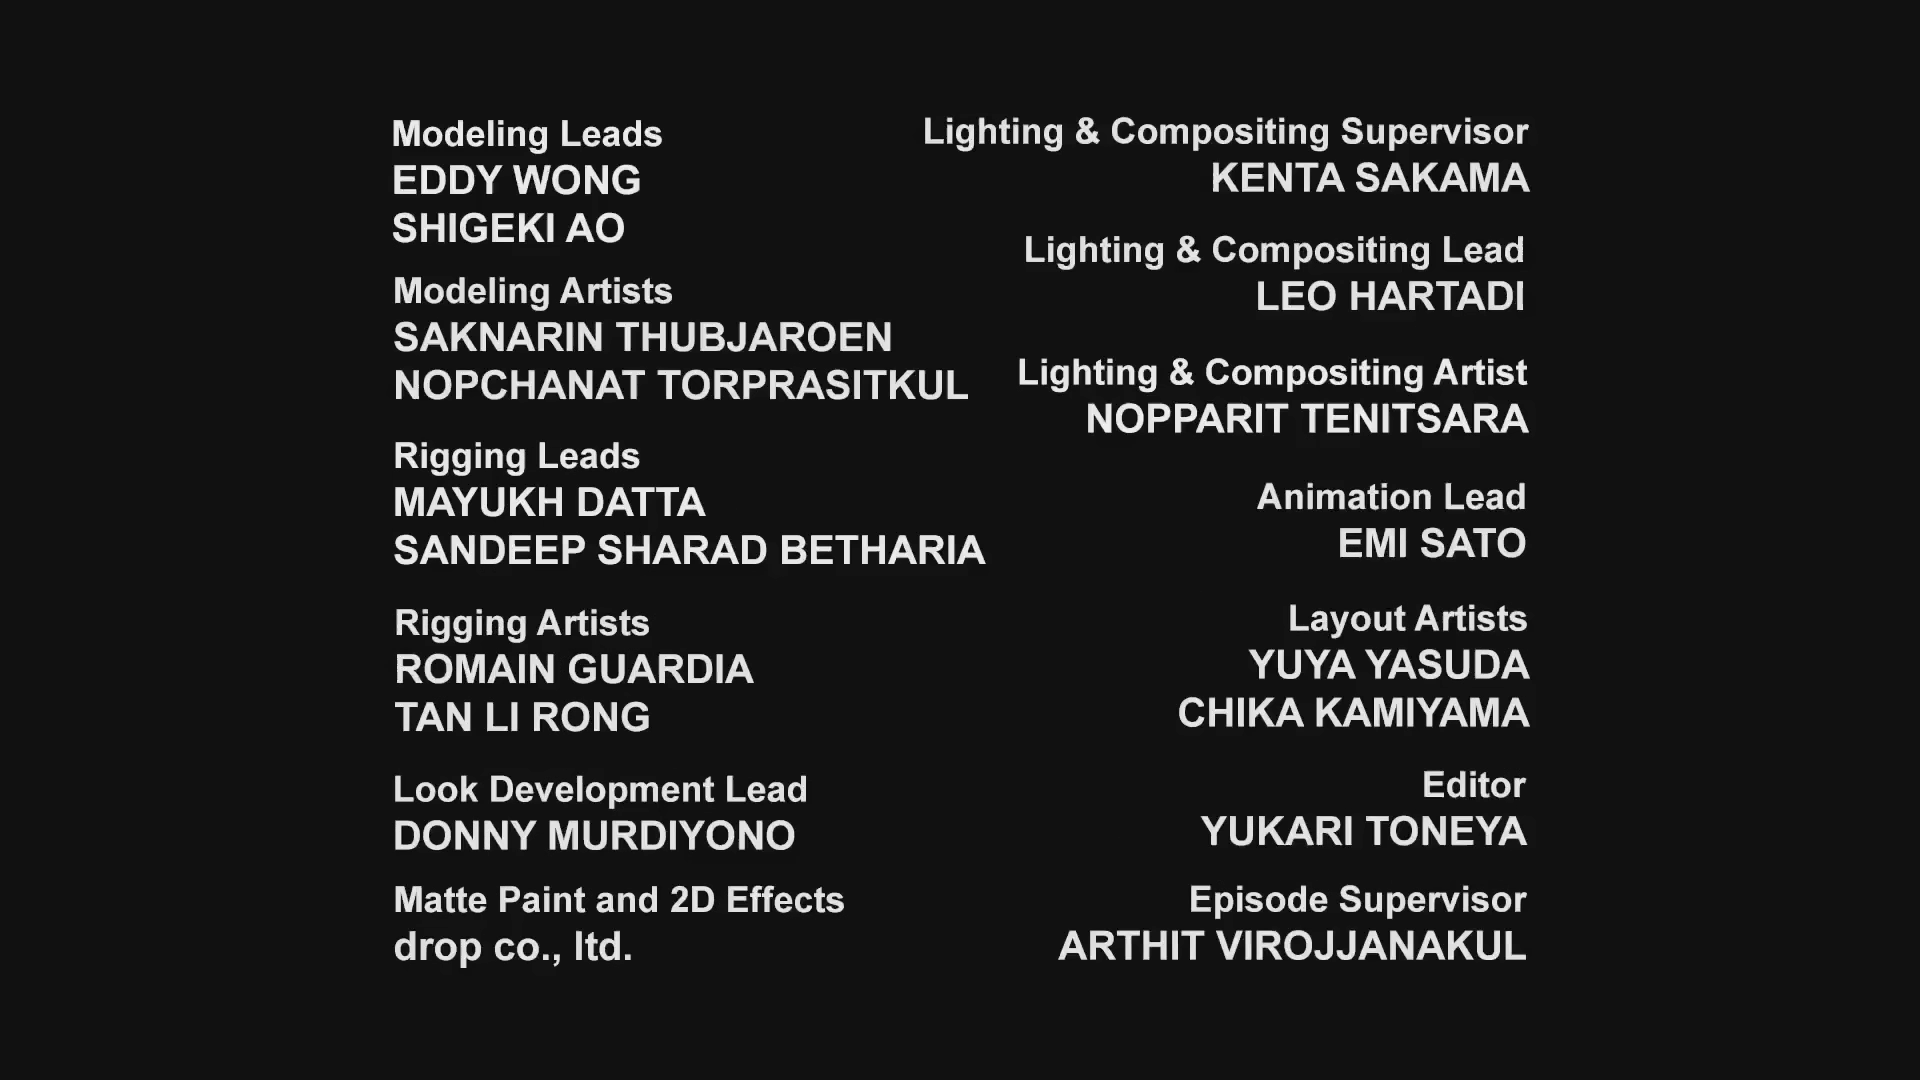 Modeling Leads
EDDY WONG
SHIGEKI AO
Modeling Artists
SAKNARIN THUBJAROEN
NOPCHANAT TORPRASITKUL
Rigging Leads
MAYUKH DATTA
SANDEEP SHARAD BETHARIA
Rigging Artists
ROMAIN GUARDIA
TAN LI RONG
Look Development Lead
DONNY MURDIYONO
Matte Paint and 2D Effects
drop co., ltd.
Lighting & Compositing Supervisor
KENTA SAKAMA
Lighting & Compositing Lead
LEO HARTADI
Lighting & Compositing Artist
NOPPARIT TENITSARA
Animation Lead
EMI SATO
Layout Artists
YUYA YASUDA
CHIKA KAMIYAMA
Editor
YUKARI TONEYA
Episode Supervisor
ARTHIT VIROJJANAKUL